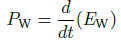 P_W = d/dt (E_W)